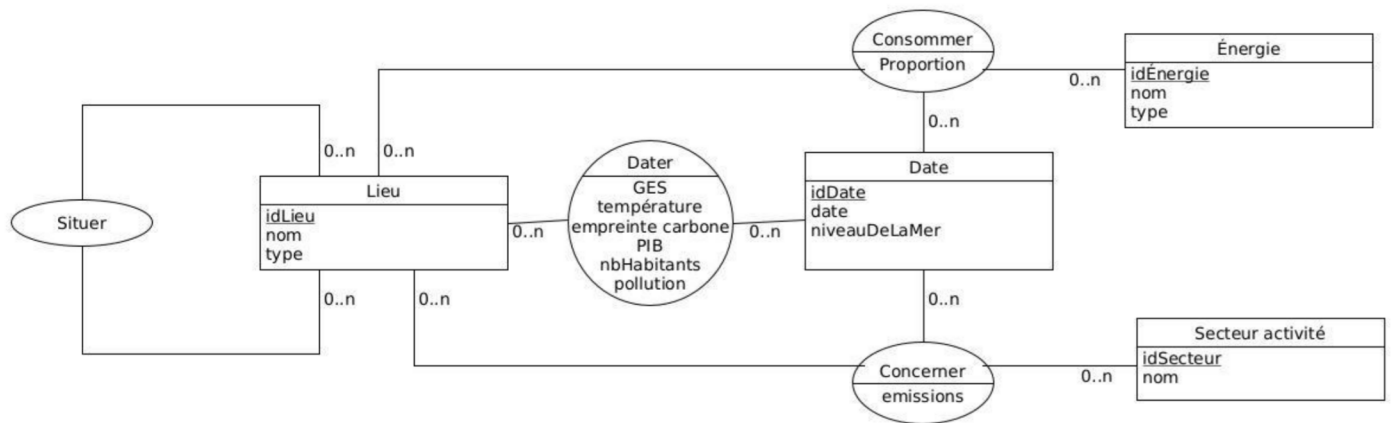 Consommer
Proportion
Énergie
idÉnergie
nom
type
0..n
0..n
0..n
0..n
Dater
GES
température
empreinte carbone
PIB
nbHabitants
pollution
Date
idDate
date
niveauDeLaMer
Lieu
idLieu
nom
type
Situer
0..n
0..n
0..n
0..n
0..n
Secteur activité
idSecteur
nom
Concerner
emissions
0..n